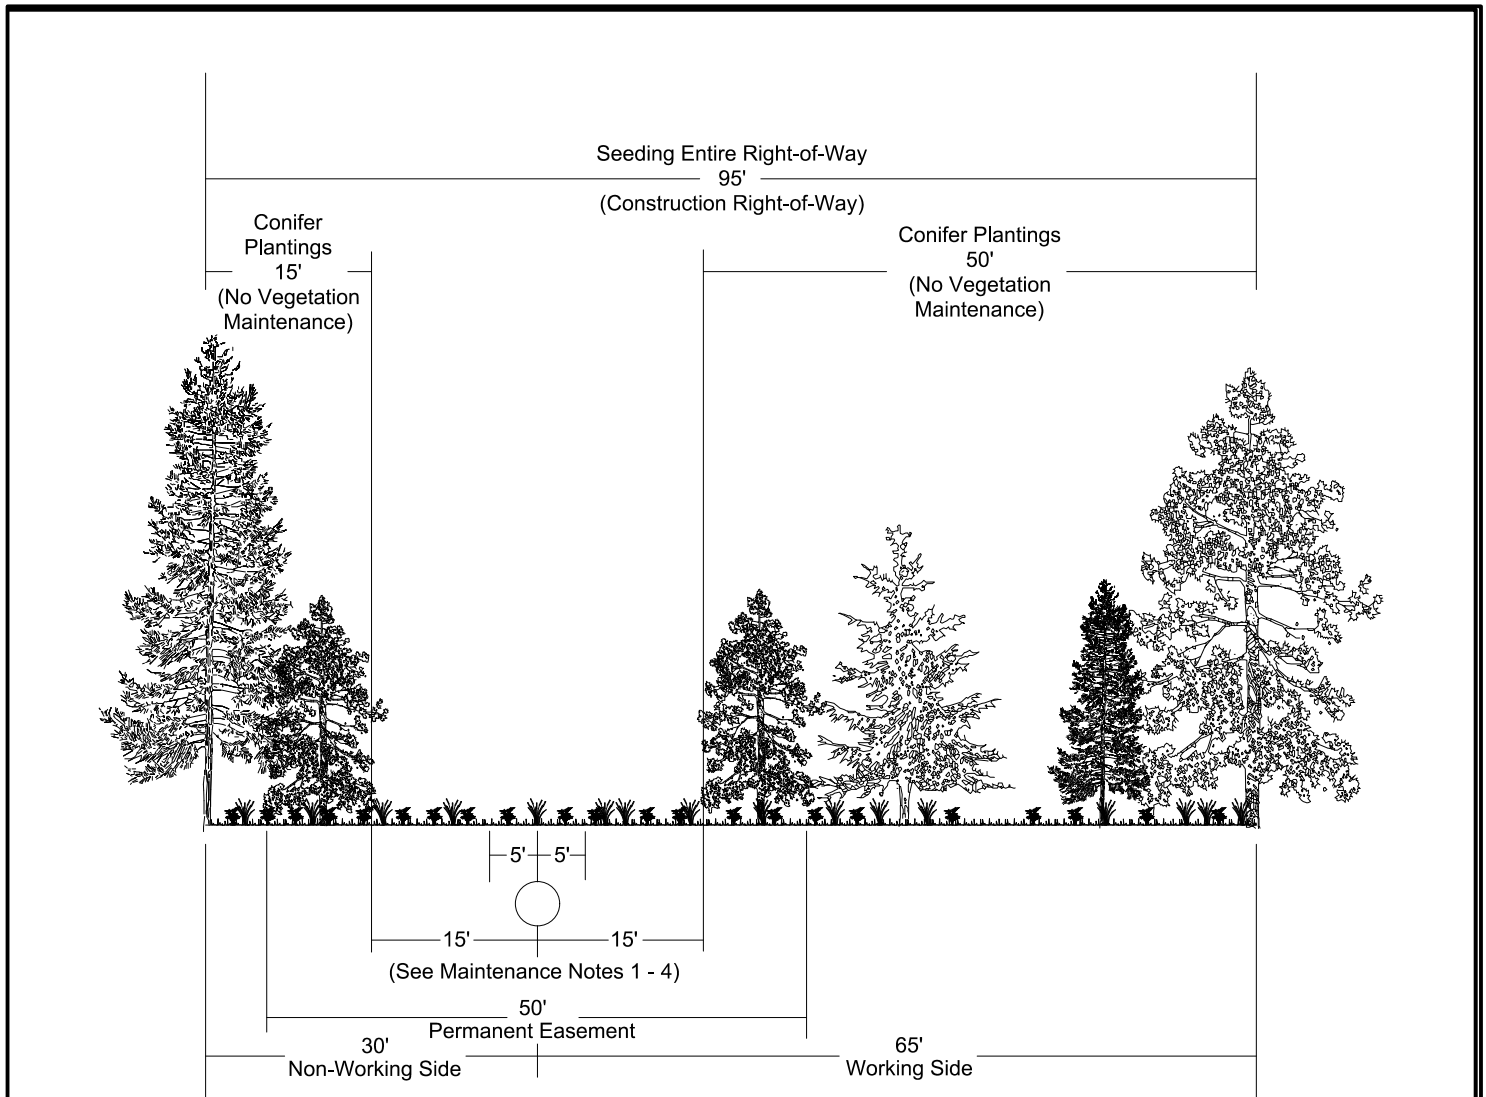 Seeding Entire Right-of-Way
95'
(Construction Right-of-Way)
Conifer
Plantings
15'
(No Vegetation
Maintenance)
Conifer Plantings
50'
(No Vegetation
Maintenance)
5' 5'
15' 15'
(See Maintenance Notes 1 - 4)
50'
Permanent Easement
30'
Non-Working Side
65'
Working Side